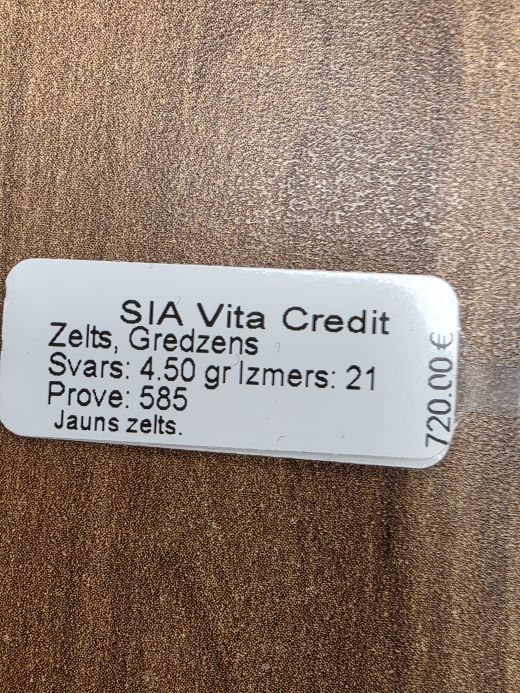 SIA Vita Credit
Zelts, Gredzens
Svars: 4.50 gr Izmers: 21
Prove: 585
Jauns zelts.
720.00 €